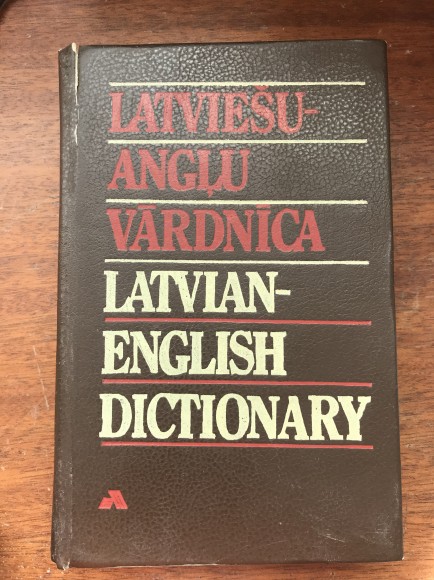 LATVIEŠU-
ANGĻU
VĀRDNĪCA
LATVIAN-
ENGLISH
DICTIONARY